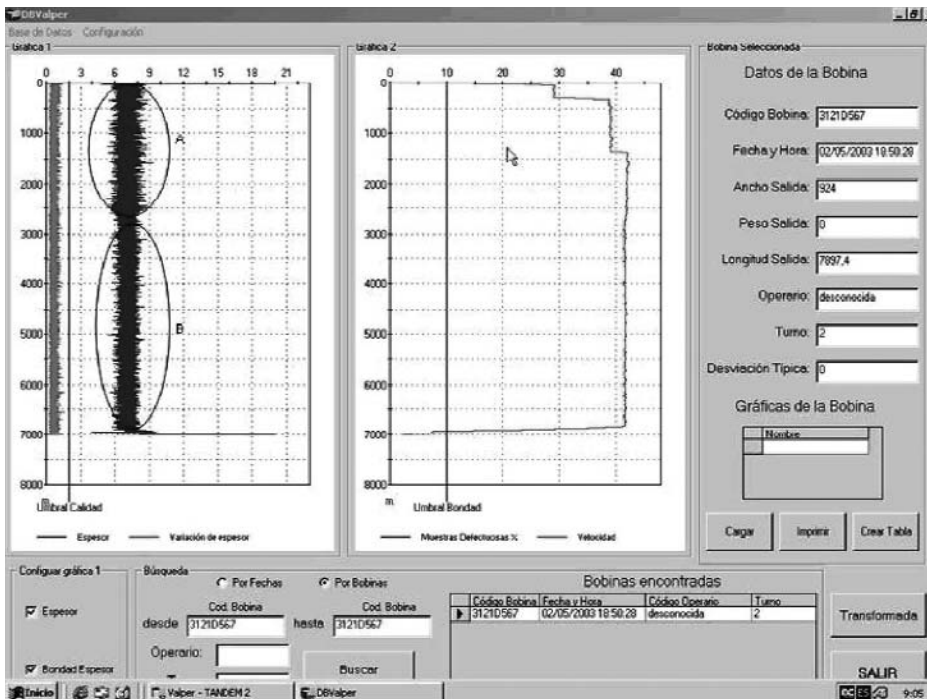 DBValper
Base de Datos Configuración
Gráfica 1
0 3 6 9 12 15 18 21
0
1000
2000
3000
4000
5000
6000
7000
8000
A
B
m
Umbral Calidad
Espesor Variación de espesor
Gráfica 2
0 10 20 30 40
0
1000
2000
3000
4000
5000
6000
7000
8000
m
Umbral Bondad
Muestras Defectuosas % Velocidad
Bobina Seleccionada
Datos de la Bobina
Código Bobina: 3121D567
Fecha y Hora: 02/05/2003 18:50:28
Ancho Salida: 924
Peso Salida: 0
Longitud Salida: 7897,4
Operario: desconocida
Turno: 2
Desviación Típica: 0
Gráficas de la Bobina
Nombre
Cargar Imprimir Crear Tabla
Configuar gráfica 1
Espesor
Bondad Espesor
Búsqueda
Por Fechas Por Bobinas
Cod. Bobina Cod. Bobina
desde 3121D567 hasta 3121D567
Operario:
Buscar
Bobinas encontradas
Código Bobina Fecha y Hora Código Operario Turno
3121D567 02/05/2003 18:50:28 desconocida 2
Transformada
SALIR
Inicio Valper - TANDEM 2 DBValper ES 9:05